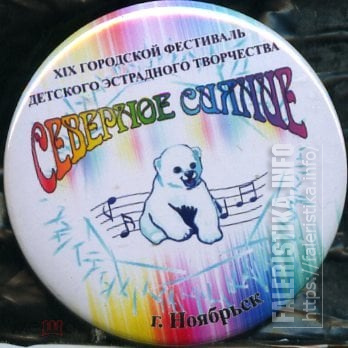 XIX ГОРОДСКОЙ ФЕСТИВАЛЬ
ДЕТСКОГО ЭСТРАДНОГО ТВОРЧЕСТВА
СЕВЕРНОЕ СИЯНИЕ
г. Ноябрьск
FALERISTIKA.INFO
https://faleristika.info/